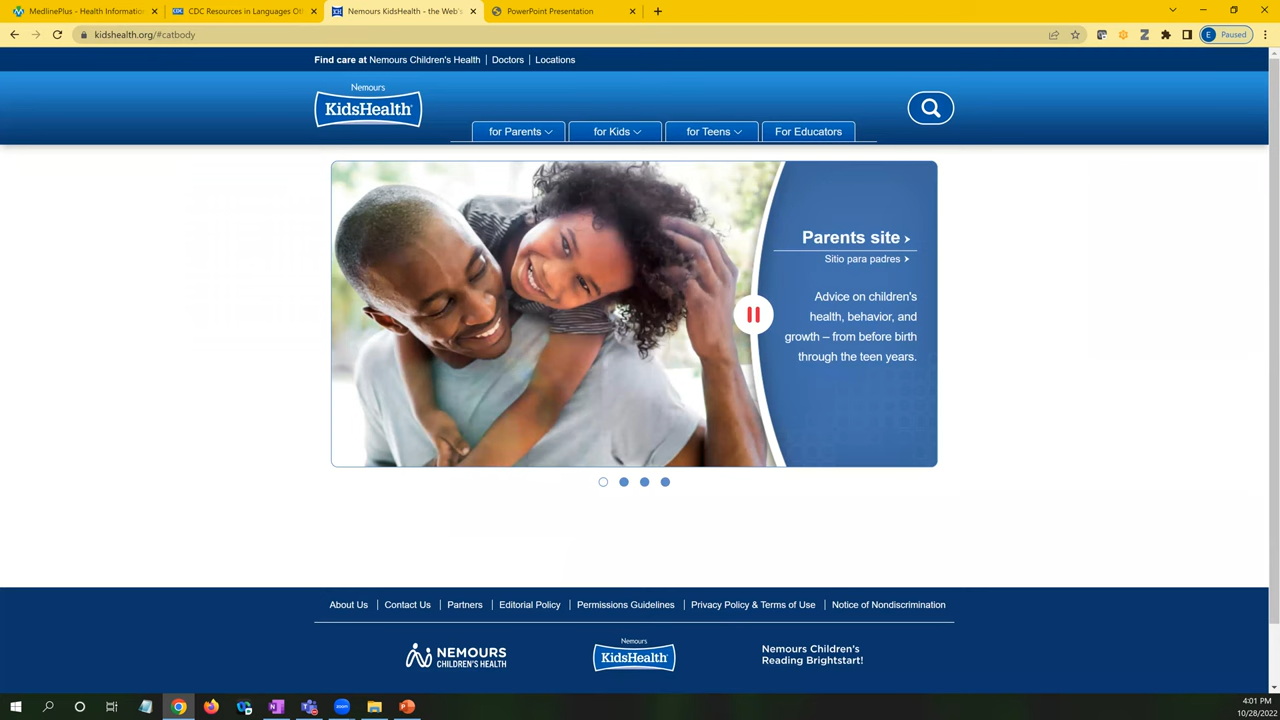 MedlinePlus - Health Information
CDC Resources in Languages Ot
Nemours KidsHealth - the Web's
PowerPoint Presentation
kidshealth.org/#catbody
E Paused
Find care at Nemours Children's Health | Doctors | Locations
Nemours
KidsHealth
for Parents
for Kids
for Teens
For Educators
Parents site
Sitio para padres
Advice on children's
health, behavior, and
growth – from before birth
through the teen years.
About Us | Contact Us | Partners | Editorial Policy | Permissions Guidelines | Privacy Policy & Terms of Use | Notice of Nondiscrimination
NEMOURS
CHILDREN'S HEALTH
Nemours
KidsHealth
Nemours Children's
Reading Brightstart!
zoom
4:01 PM
10/28/2022